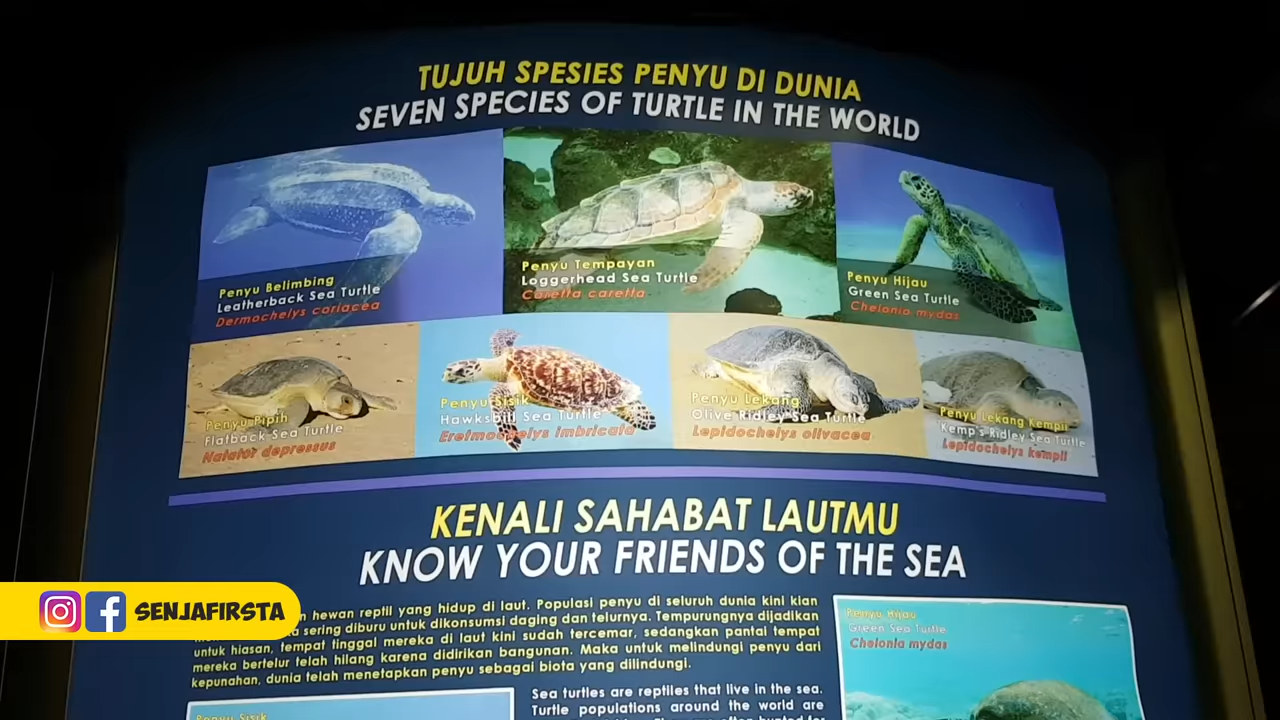 TUJUH SPESIES PENYU DI DUNIA
SEVEN SPECIES OF TURTLE IN THE WORLD
Penyu Belimbing
Leatherback Sea Turtle
Dermochelys coriacea
Penyu Tempayan
Loggerhead Sea Turtle
Caretta caretta
Penyu Hijau
Green Sea Turtle
Chelonia mydas
Penyu Pipih
Flatback Sea Turtle
Natator depressus
Penyu Sisik
Hawksbill Sea Turtle
Ereimochelys imbricata
Penyu Lekang
Olive Ridley Sea Turtle
Lepidochelys olivacea
Penyu Lekang Kempii
Kemp's Ridley Sea Turtle
Lepidochelys kempii
KENALI SAHABAT LAUTMU
KNOW YOUR FRIENDS OF THE SEA
hewan reptil yang hidup di laut. Populasi penyu di seluruh dunia kini kian
sering diburu untuk dikonsumsi daging dan telurnya. Tempurungnya dijadikan
untuk hiasan, tempat tinggal mereka di laut kini sudah tercemar, sedangkan pantai tempat
mereka bertelur telah hilang karena didirikan bangunan. Maka untuk melindungi penyu dari
kepunahan, dunia telah menetapkan penyu sebagai biota yang dilindungi.
Penyu Hijau
Green Sea Turtle
Chelonia mydas
Penyu Sisik
Sea turtles are reptiles that live in the sea.
Turtle populations around the world are
SENJAFIRSTA